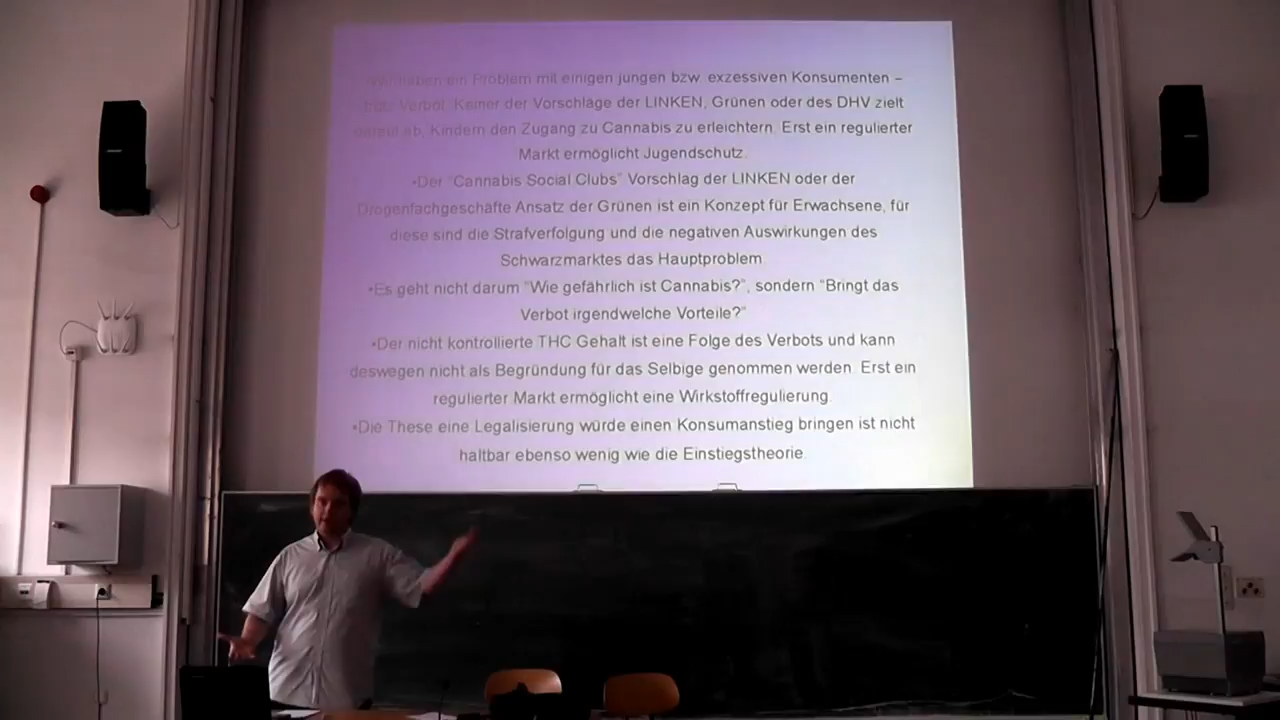 Wir haben ein Problem mit einigen jungen bzw. exzessiven Konsumenten –
trotz Verbot. Keiner der Vorschläge der LINKEN, Grünen oder des DHV zielt
darauf ab, Kindern den Zugang zu Cannabis zu erleichtern. Erst ein regulierter
Markt ermöglicht Jugendschutz.
•Der “Cannabis Social Clubs” Vorschlag der LINKEN oder der
Drogenfachgeschäfte Ansatz der Grünen ist ein Konzept für Erwachsene, für
diese sind die Strafverfolgung und die negativen Auswirkungen des
Schwarzmarktes das Hauptproblem.
•Es geht nicht darum “Wie gefährlich ist Cannabis?”, sondern “Bringt das
Verbot irgendwelche Vorteile?”
•Der nicht kontrollierte THC Gehalt ist eine Folge des Verbots und kann
deswegen nicht als Begründung für das Selbige genommen werden. Erst ein
regulierter Markt ermöglicht eine Wirkstoffregulierung.
•Die These eine Legalisierung würde einen Konsumanstieg bringen ist nicht
haltbar ebenso wenig wie die Einstiegstheorie.